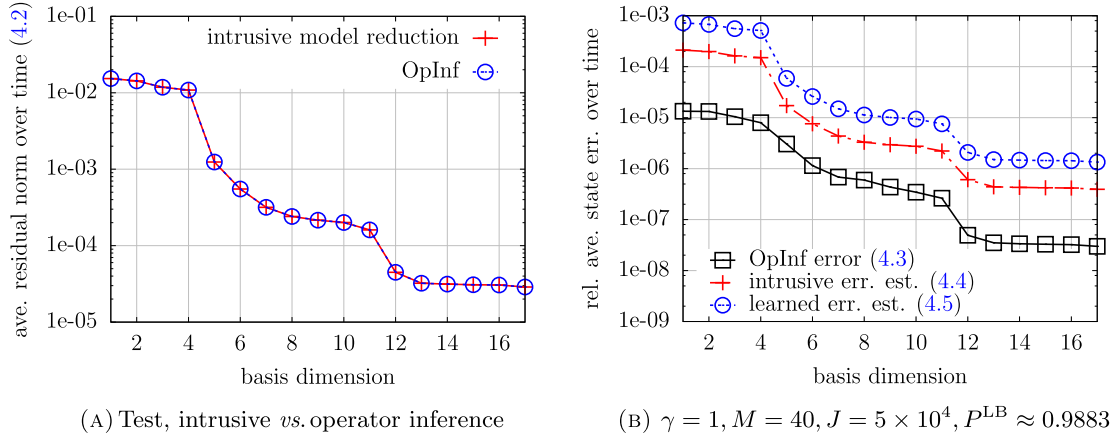 ave. residual norm over time (4.2)
1e-01
1e-02
1e-03
1e-04
1e-05
intrusive model reduction
OpInf
2 4 6 8 10 12 14 16
basis dimension
(A) Test, intrusive vs. operator inference
rel. ave. state err. over time
1e-03
1e-04
1e-05
1e-06
1e-07
1e-08
1e-09
OpInf error (4.3)
intrusive err. est. (4.4)
learned err. est. (4.5)
2 4 6 8 10 12 14 16
basis dimension
(B) γ = 1, M = 40, J = 5 × 10⁴, Pᴸᴮ ≈ 0.9883